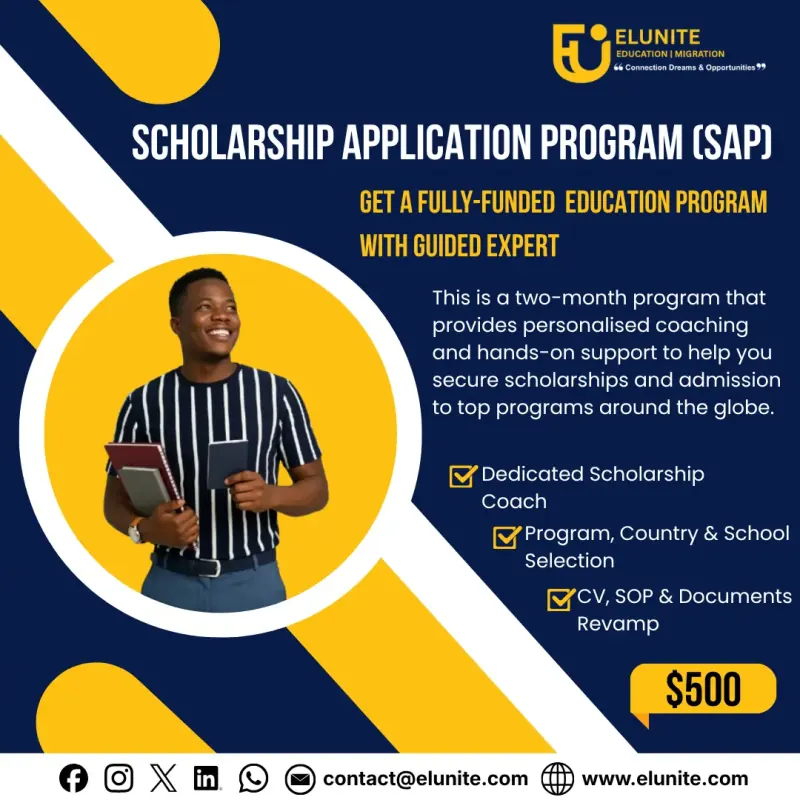 ELUNITE
EDUCATION | MIGRATION
❝ Connection Dreams & Opportunities ❞
SCHOLARSHIP APPLICATION PROGRAM (SAP)
GET A FULLY-FUNDED EDUCATION PROGRAM
WITH GUIDED EXPERT
This is a two-month program that
provides personalised coaching
and hands-on support to help you
secure scholarships and admission
to top programs around the globe.
Dedicated Scholarship
Coach
Program, Country & School
Selection
CV, SOP & Documents
Revamp
$500
contact@elunite.com www.elunite.com